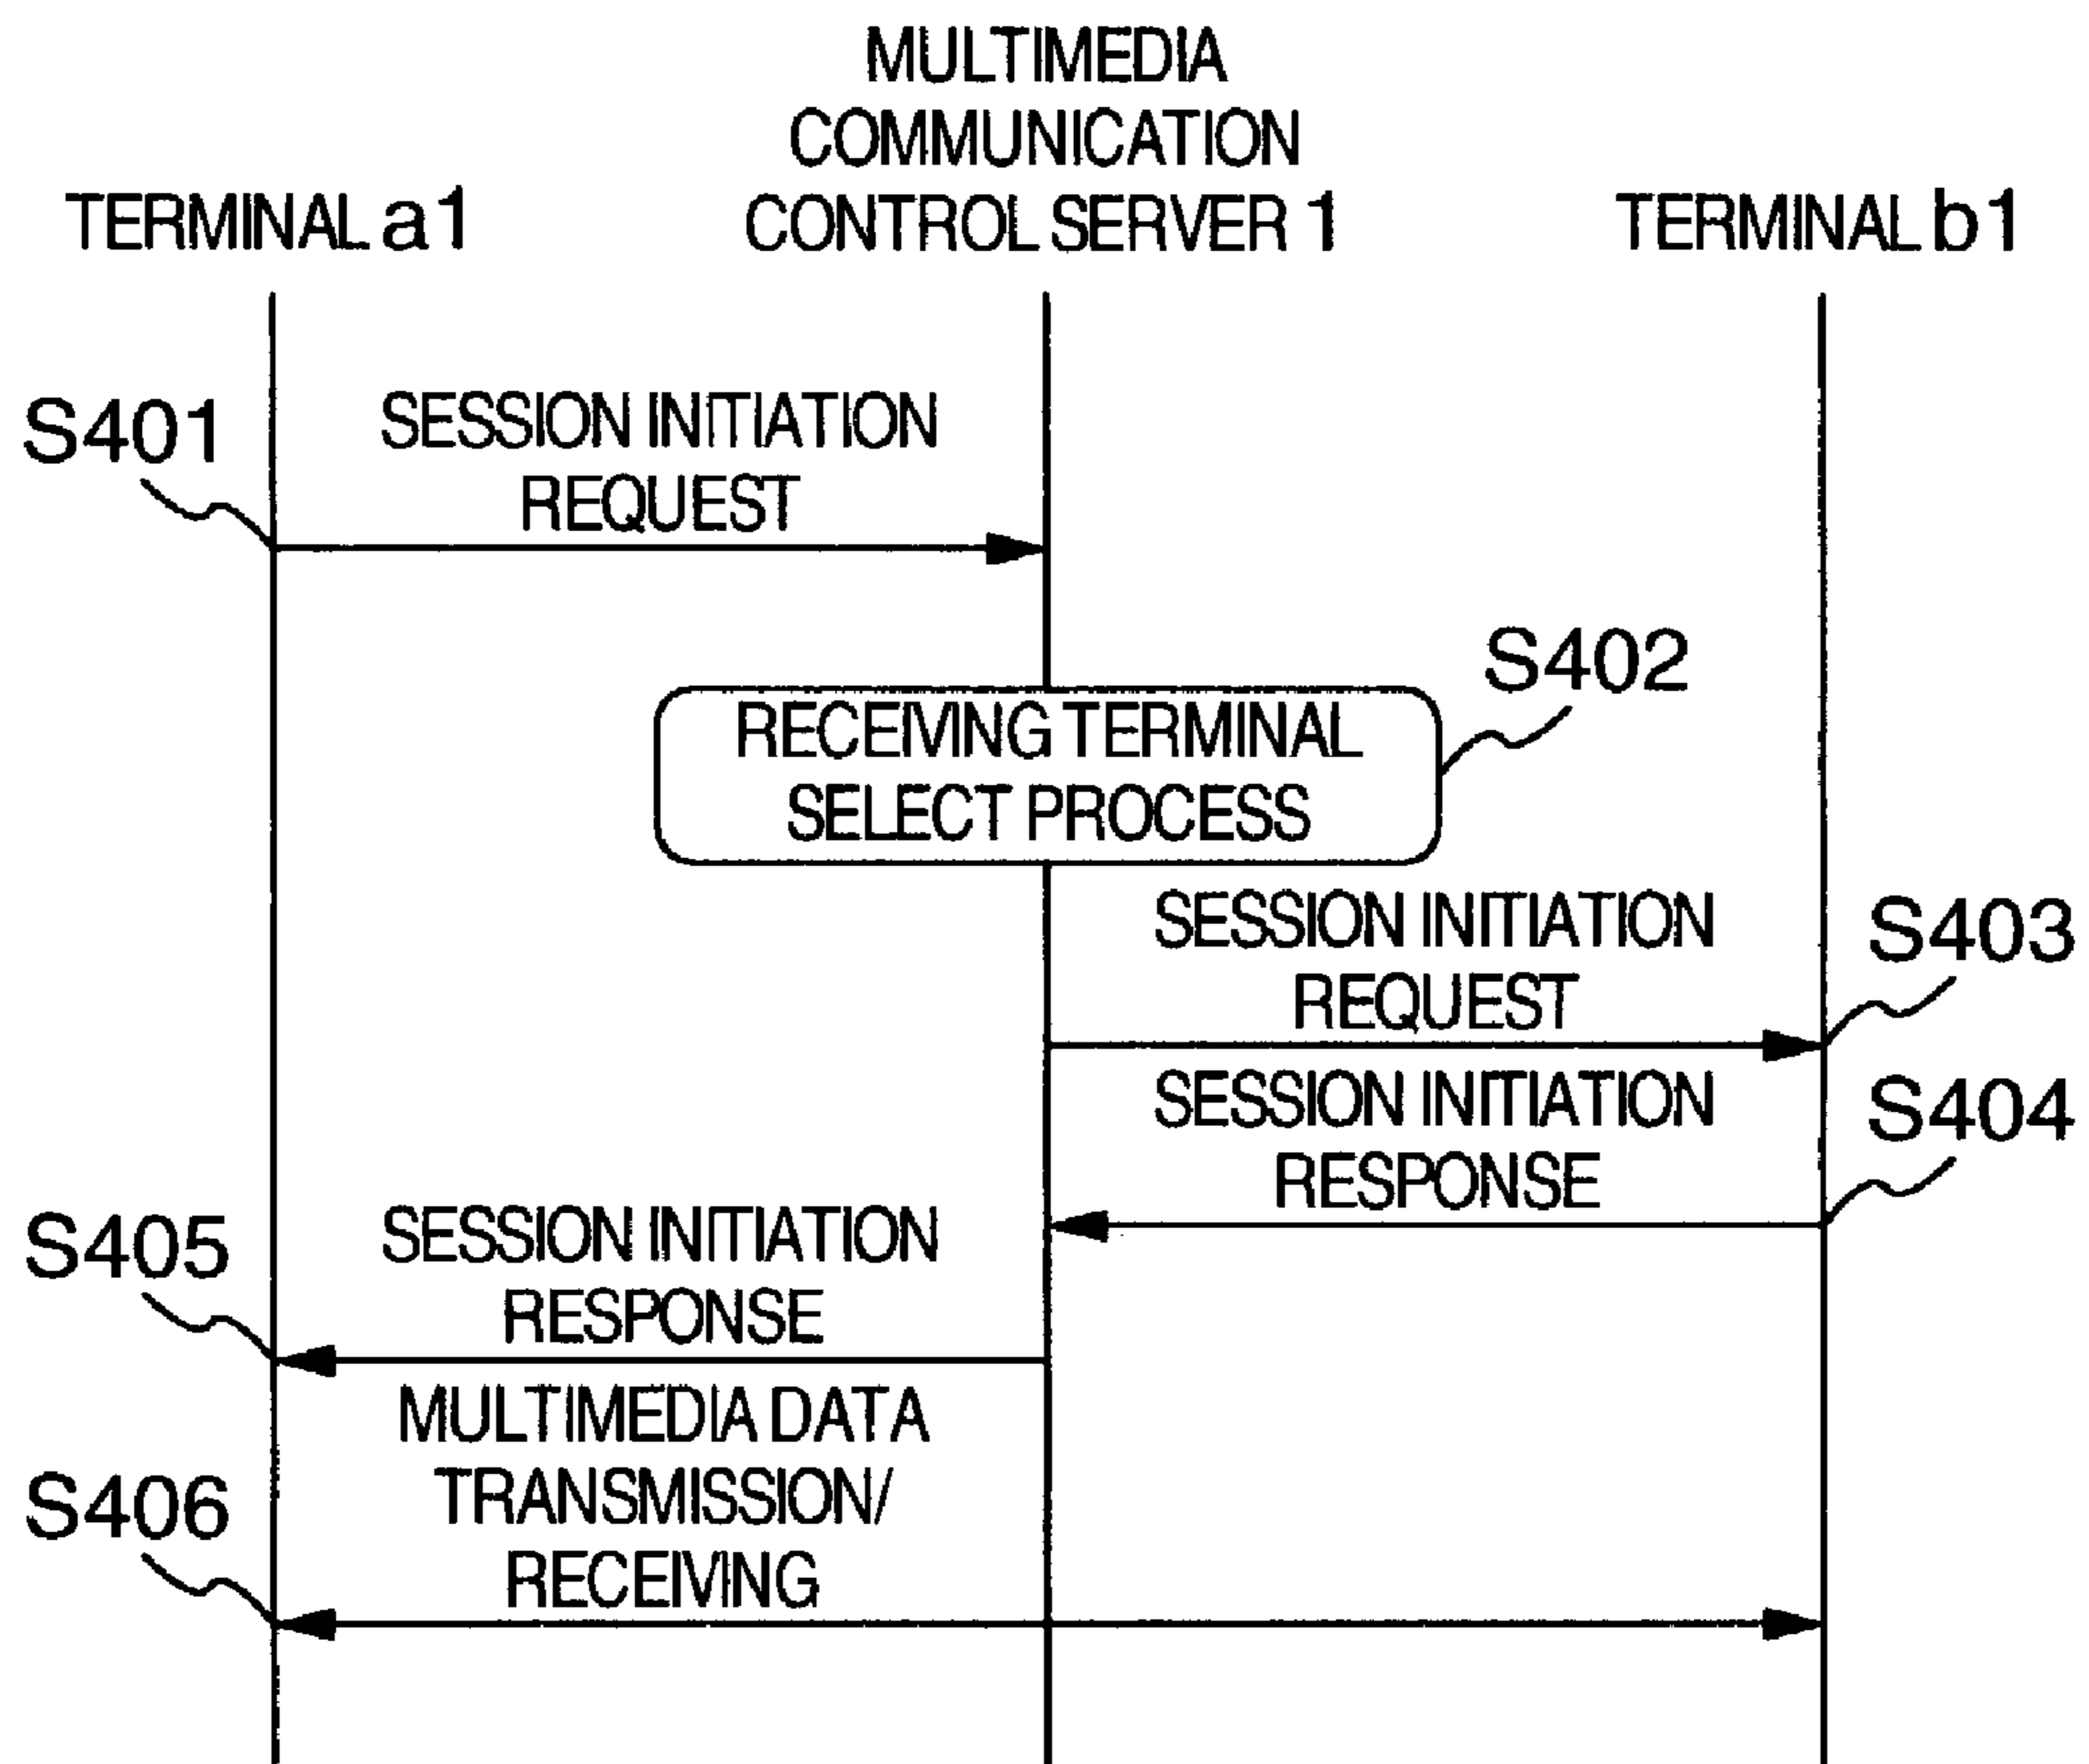 MULTIMEDIA
COMMUNICATION
TERMINAL a1
CONTROL SERVER 1
TERMINAL b1
S401
SESSION INITIATION
REQUEST
S402
RECEIVING TERMINAL
SELECT PROCESS
SESSION INITIATION
REQUEST
S403
SESSION INITIATION
RESPONSE
S404
S405
SESSION INITIATION
RESPONSE
MULTIMEDIA DATA
TRANSMISSION/
RECEIVING
S406